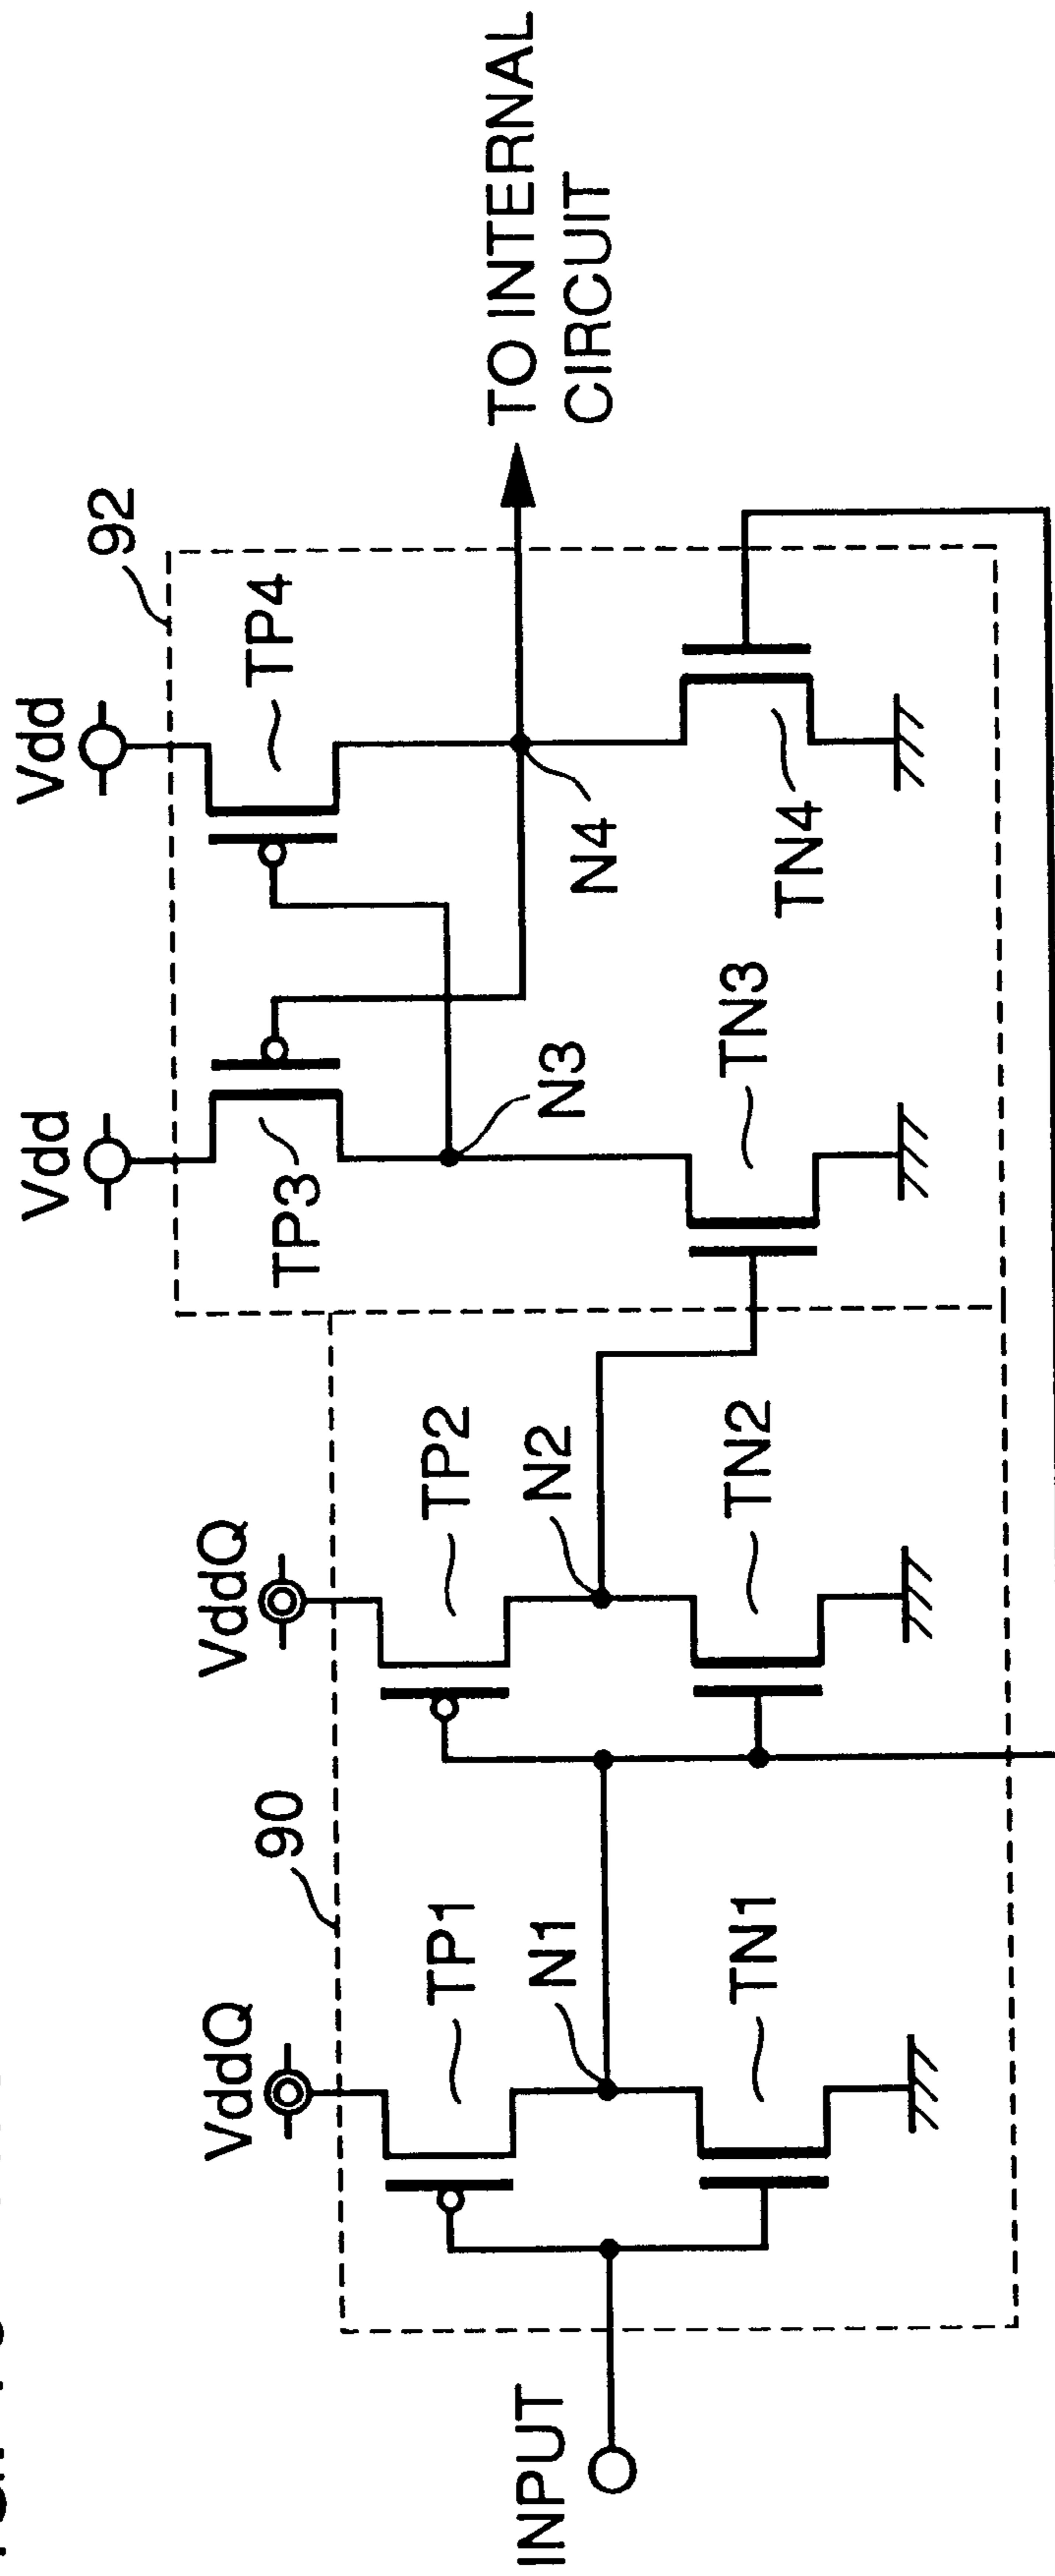 VddQ
VddQ
Vdd
Vdd
90
92
TP1
TP2
TP3
TP4
N1
N2
N3
N4
TN1
TN2
TN3
TN4
INPUT
TO INTERNAL
CIRCUIT